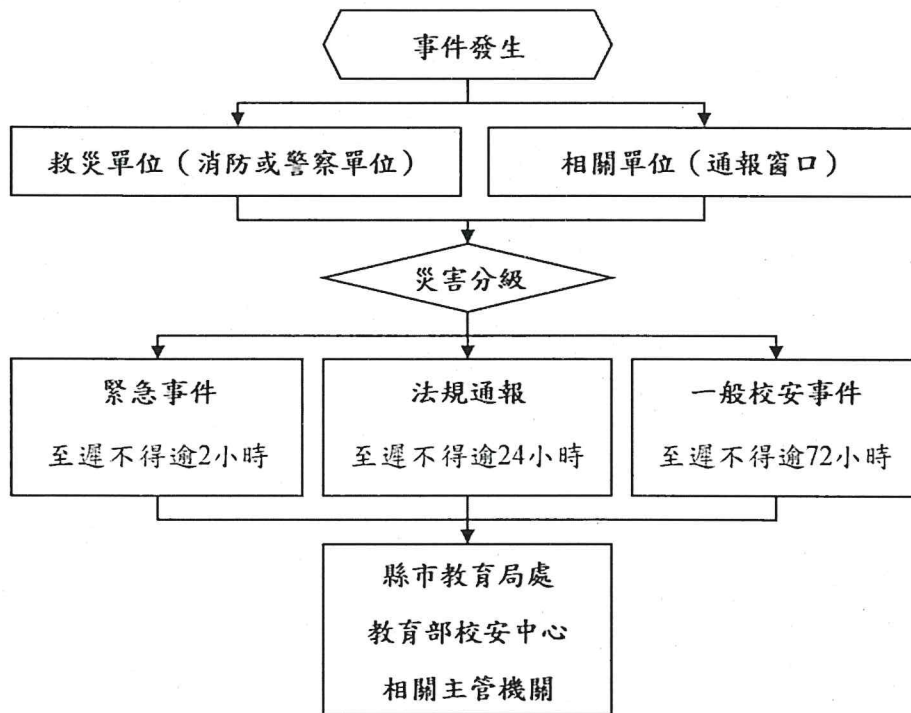 事件發生
救災單位（消防或警察單位）
相關單位（通報窗口）
災害分級
緊急事件
至遲不得逾2小時
法規通報
至遲不得逾24小時
一般校安事件
至遲不得逾72小時
縣市教育局處
教育部校安中心
相關主管機關